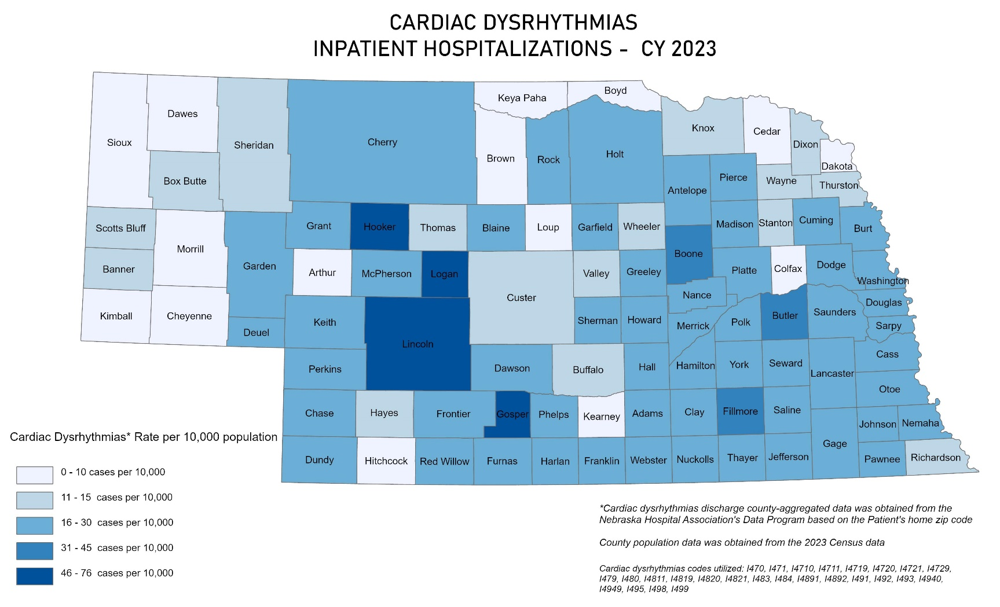 CARDIAC DYSRHYTHMIAS
INPATIENT HOSPITALIZATIONS - CY 2023
Keya Paha
Boyd
Dawes
Sioux
Sheridan
Cherry
Brown
Rock
Holt
Knox
Cedar
Dixon
Dakota
Box Butte
Antelope
Pierce
Wayne
Thurston
Scotts Bluff
Morrill
Grant
Hooker
Thomas
Blaine
Loup
Garfield
Wheeler
Boone
Madison
Stanton
Cuming
Burt
Banner
Garden
Arthur
McPherson
Logan
Custer
Valley
Greeley
Platte
Colfax
Dodge
Washington
Nance
Kimball
Cheyenne
Deuel
Keith
Lincoln
Sherman
Howard
Merrick
Polk
Butler
Saunders
Douglas
Sarpy
Perkins
Dawson
Buffalo
Hall
Hamilton
York
Seward
Lancaster
Cass
Otoe
Chase
Hayes
Frontier
Gosper
Phelps
Kearney
Adams
Clay
Fillmore
Saline
Johnson
Nemaha
Dundy
Hitchcock
Red Willow
Furnas
Harlan
Franklin
Webster
Nuckolls
Thayer
Jefferson
Gage
Pawnee
Richardson
Cardiac Dysrhythmias* Rate per 10,000 population
0 - 10 cases per 10,000
11 - 15 cases per 10,000
16 - 30 cases per 10,000
31 - 45 cases per 10,000
46 - 76 cases per 10,000
*Cardiac dysrhythmias discharge county-aggregated data was obtained from the
Nebraska Hospital Association's Data Program based on the Patient's home zip code
County population data was obtained from the 2023 Census data
Cardiac dysrhythmias codes utilized: I470, I471, I4710, I4711, I4719, I4720, I4721, I4729,
I479, I480, I4811, I4819, I4820, I4821, I483, I484, I4891, I4892, I491, I492, I493, I4940,
I4949, I495, I498, I499